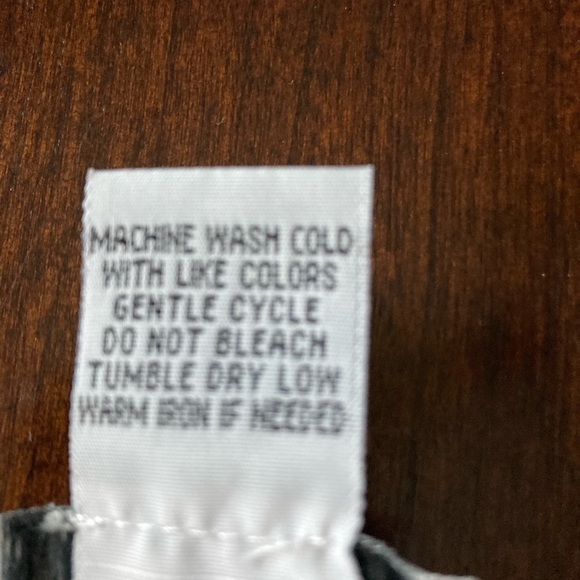 MACHINE WASH COLD
WITH LIKE COLORS
GENTLE CYCLE
DO NOT BLEACH
TUMBLE DRY LOW
WARM IRON IF NEEDED